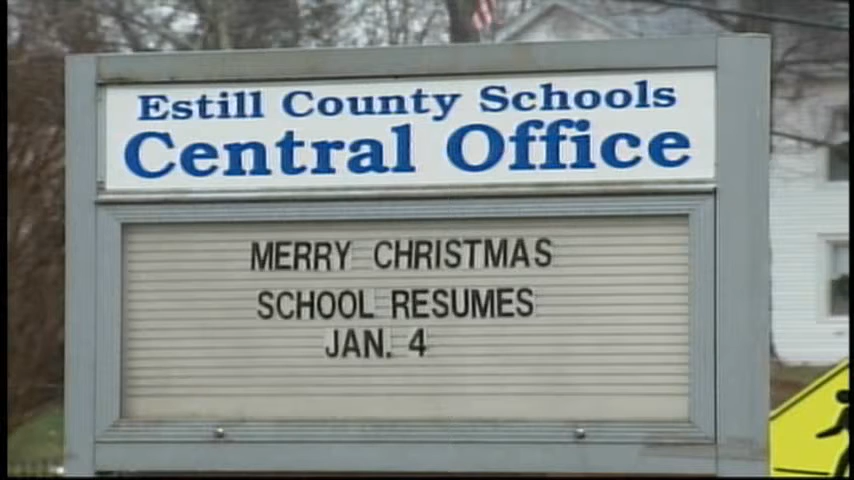 Estill County Schools
Central Office
MERRY CHRISTMAS
SCHOOL RESUMES
JAN. 4